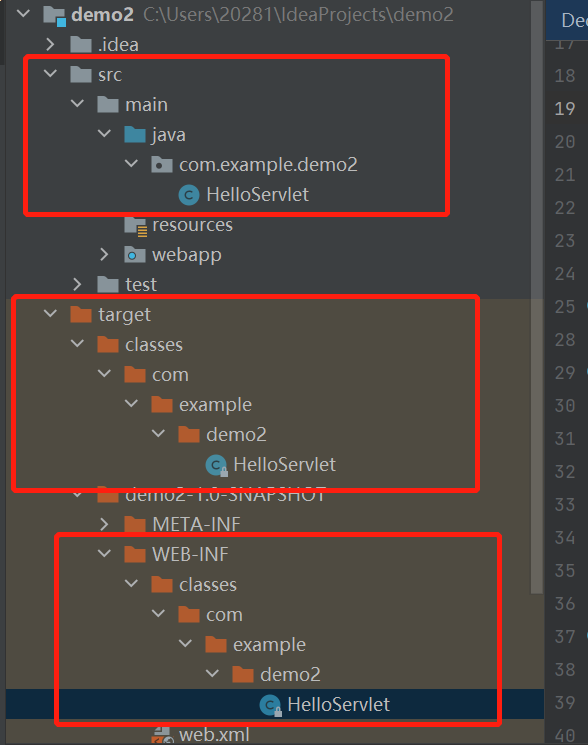 demo2 C:\Users\20281\IdeaProjects\demo2
Dec
.idea
17
src
18
main
19
java
20
com.example.demo2
21
C HelloServlet
22
resources
23
webapp
24
test
25
target
28
classes
29
com
30
example
31
demo2
32
C HelloServlet
33
demo2-1.0-SNAPSHOT
34
META-INF
WEB-INF
35
classes
36
com
37
example
38
demo2
39
C HelloServlet
40
web.xml